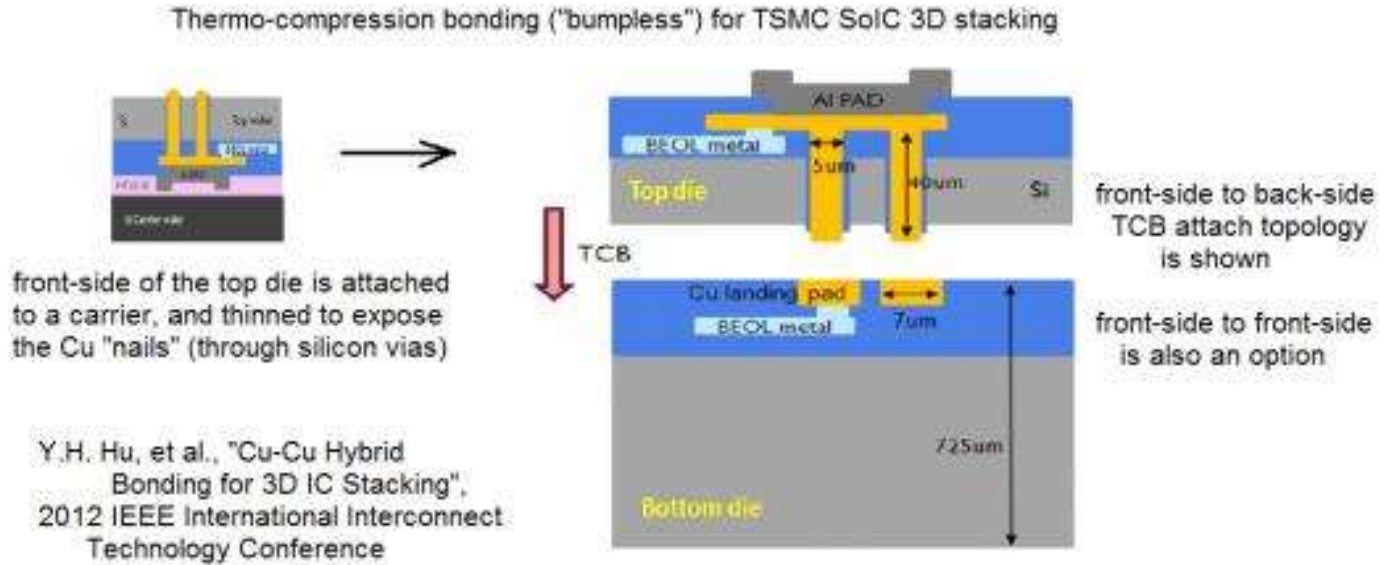 Thermo-compression bonding ("bumpless") for TSMC SoIC 3D stacking
Si
Top die
Al PAD
BEOL metal
5um
40um
Top die
Si
TCB
Cu landing pad
BEOL metal
7um
725um
Bottom die
front-side of the top die is attached
to a carrier, and thinned to expose
the Cu "nails" (through silicon vias)
Y.H. Hu, et al., "Cu-Cu Hybrid
Bonding for 3D IC Stacking",
2012 IEEE International Interconnect
Technology Conference
front-side to back-side
TCB attach topology
is shown
front-side to front-side
is also an option